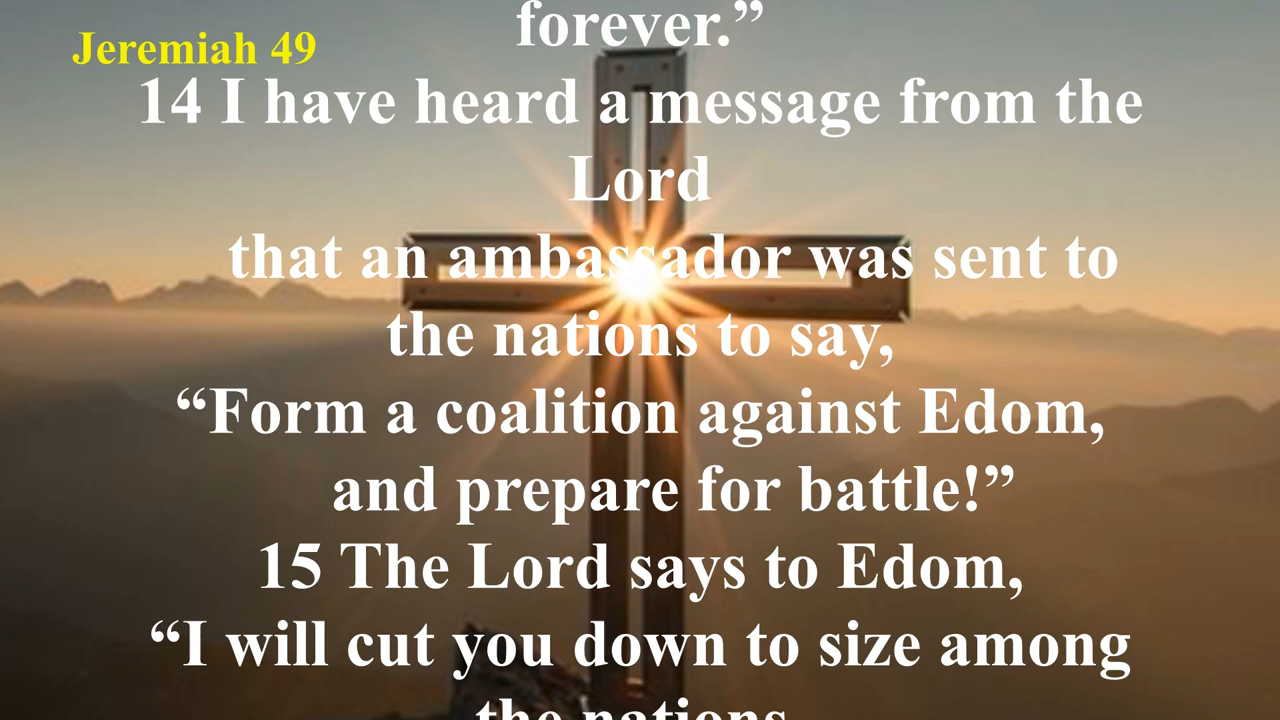 forever.”
Jeremiah 49
14 I have heard a message from the
Lord
that an ambassador was sent to
the nations to say,
“Form a coalition against Edom,
and prepare for battle!”
15 The Lord says to Edom,
“I will cut you down to size among
the nations.